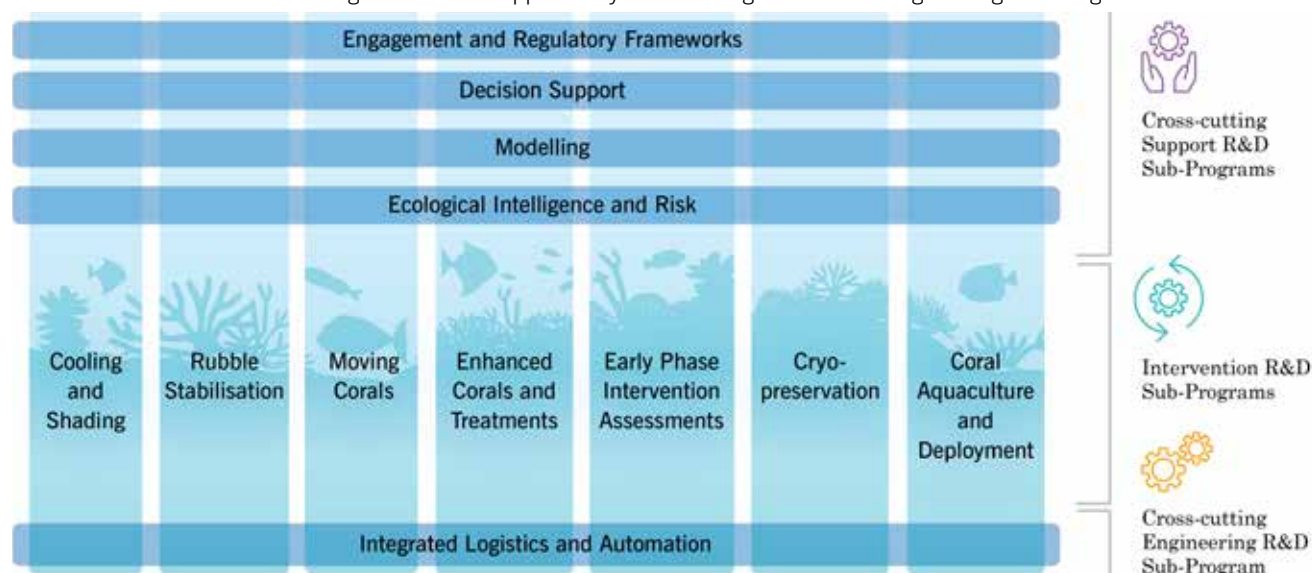 Engagement and Regulatory Frameworks
Decision Support
Modelling
Ecological Intelligence and Risk
Cross-cutting
Support R&D
Sub-Programs
Cooling
and
Shading
Rubble
Stabilisation
Moving
Corals
Enhanced
Corals and
Treatments
Early Phase
Intervention
Assessments
Cryo-
preservation
Coral
Aquaculture
and
Deployment
Intervention R&D
Sub-Programs
Integrated Logistics and Automation
Cross-cutting
Engineering R&D
Sub-Program